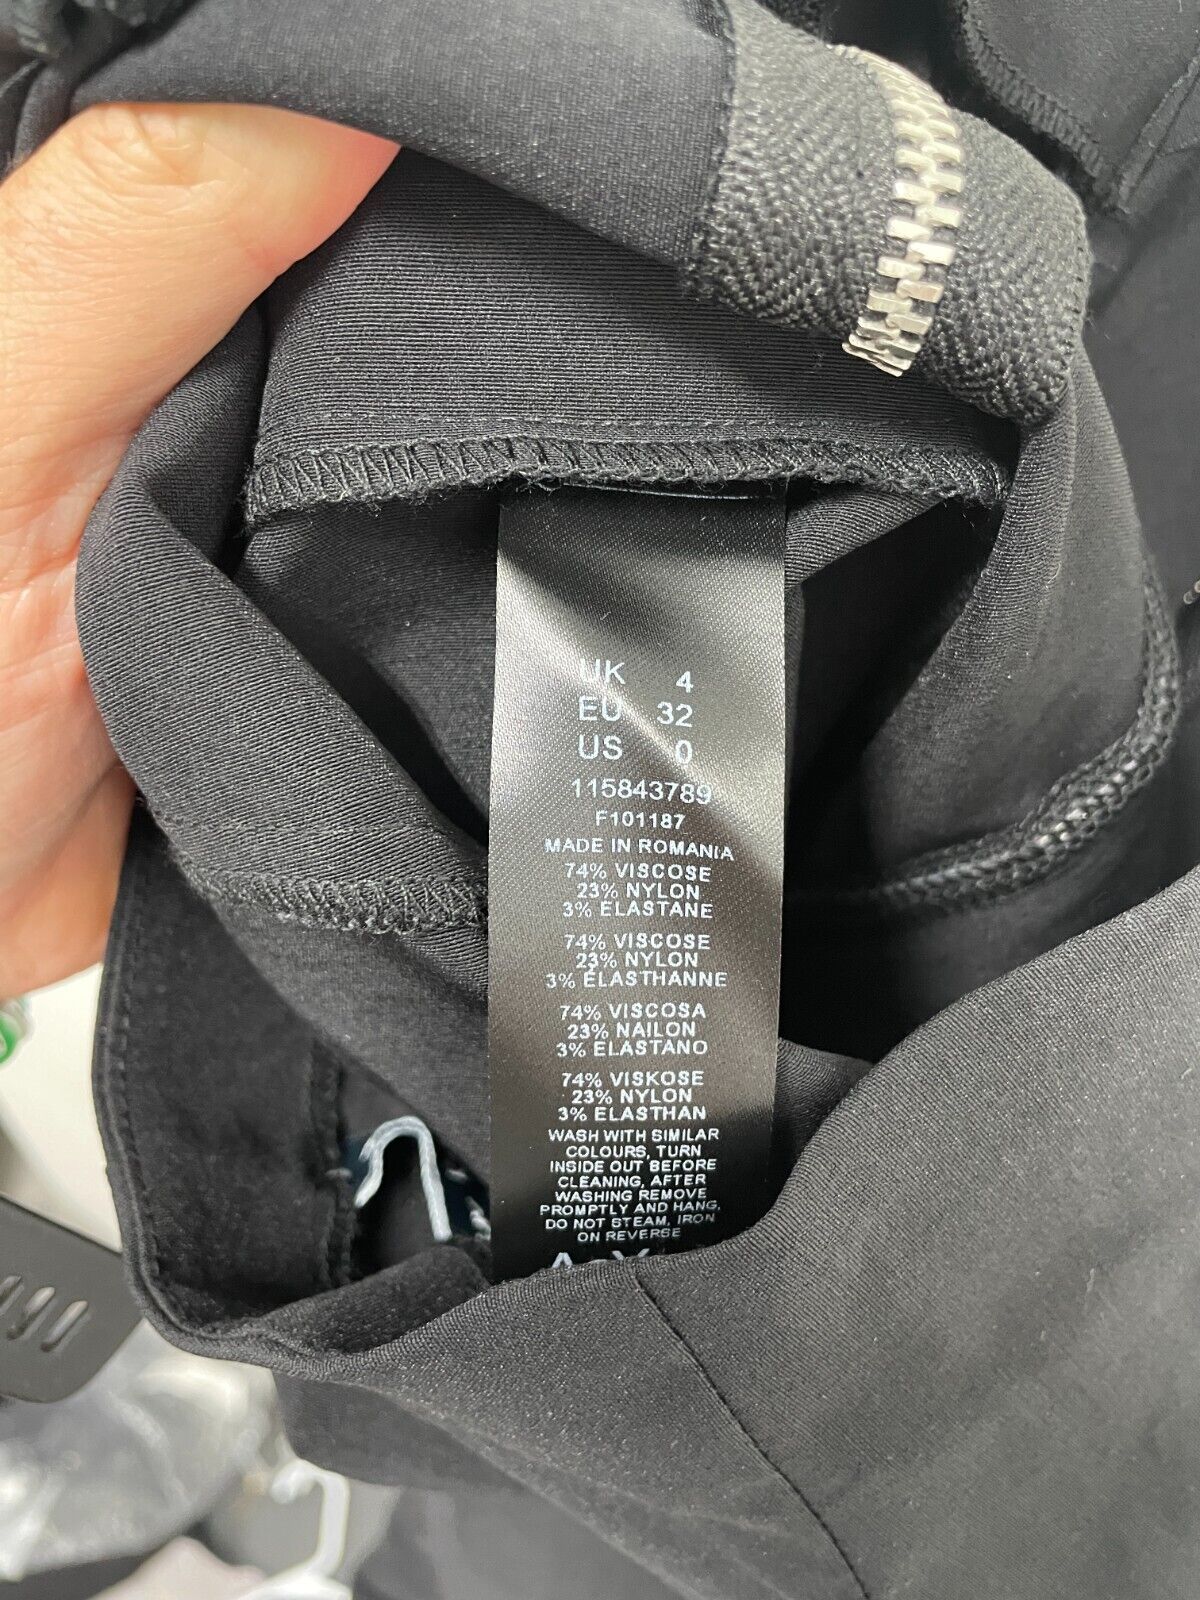 UK 4
EU 32
US 0
115843789
F101187
MADE IN ROMANIA
74% VISCOSE
23% NYLON
3% ELASTANE
74% VISCOSE
23% NYLON
3% ELASTHANNE
74% VISCOSA
23% NAILON
3% ELASTANO
74% VISKOSE
23% NYLON
3% ELASTHAN
WASH WITH SIMILAR
COLOURS, TURN
INSIDE OUT BEFORE
CLEANING, AFTER
WASHING REMOVE
PROMPTLY AND HANG,
DO NOT STEAM, IRON
ON REVERSE